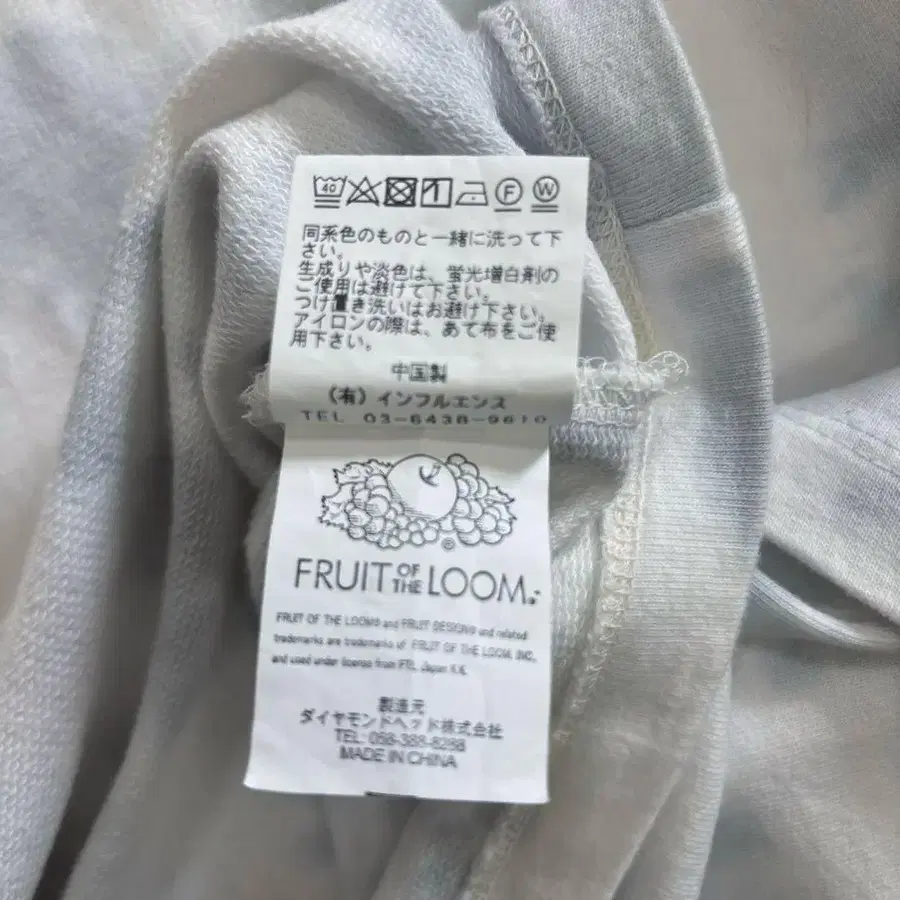 40 F W
同系色のものと一緒に洗って下
さい。
生成りや淡色は、蛍光増白剤の
ご使用は避けて下さい。
つけ置き洗いはお避け下さい。
アイロンの際は、あて布をご使
用下さい。
中国製
(有)インフルエンス
TEL 03-6438-9610
®
FRUIT OF THE LOOM.
FRUIT OF THE LOOM® and FRUIT DESIGN® and related
trademarks are trademarks of FRUIT OF THE LOOM, INC,
and used under license from FTL Japan K.K.
製造元
ダイヤモンドヘッド株式会社
TEL: 058-388-8258
MADE IN CHINA